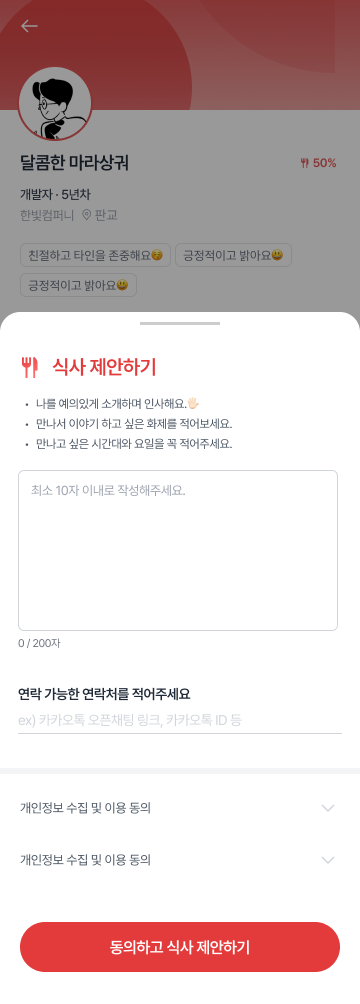 달콤한 마라샹궈
50%
개발자 · 5년차
한빛컴퍼니 판교
친절하고 타인을 존중해요😚 긍정적이고 밝아요😃
긍정적이고 밝아요😃
식사 제안하기
• 나를 예의있게 소개하며 인사해요.🖐🏻
• 만나서 이야기 하고 싶은 화제를 적어보세요.
• 만나고 싶은 시간대와 요일을 꼭 적어주세요.
최소 10자 이내로 작성해주세요.
0 / 200자
연락 가능한 연락처를 적어주세요
ex) 카카오톡 오픈채팅 링크, 카카오톡 ID 등
개인정보 수집 및 이용 동의
개인정보 수집 및 이용 동의
동의하고 식사 제안하기